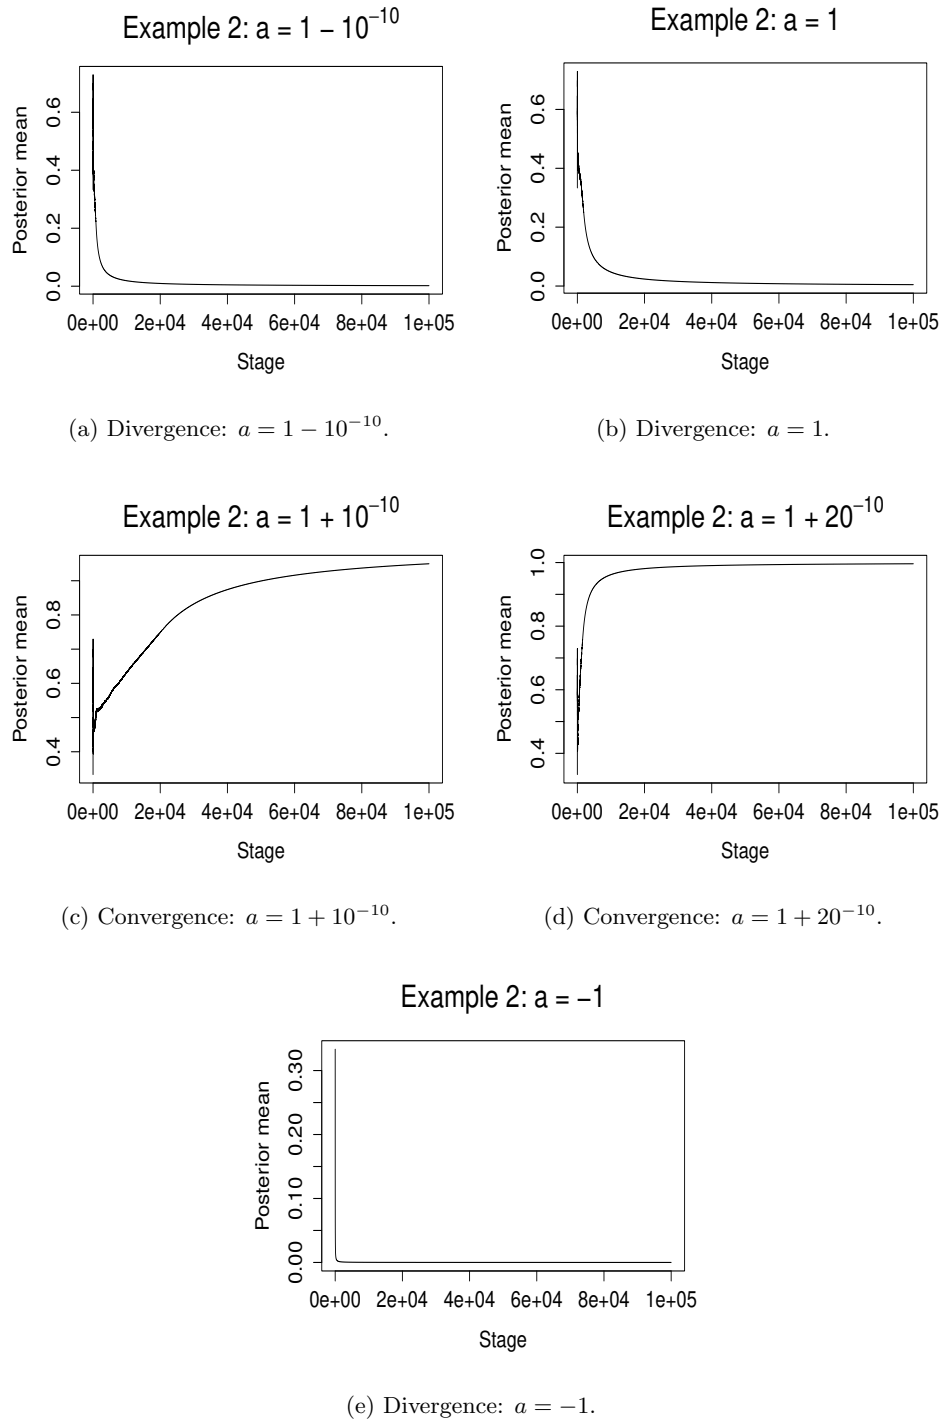 Example 2: a = 1 − 10⁻¹⁰
Posterior mean
0.0 0.2 0.4 0.6
0e+00 2e+04 4e+04 6e+04 8e+04 1e+05
Stage
(a) Divergence: a = 1 − 10⁻¹⁰.
Example 2: a = 1
Posterior mean
0.0 0.2 0.4 0.6
0e+00 2e+04 4e+04 6e+04 8e+04 1e+05
Stage
(b) Divergence: a = 1.
Example 2: a = 1 + 10⁻¹⁰
Posterior mean
0.4 0.6 0.8
0e+00 2e+04 4e+04 6e+04 8e+04 1e+05
Stage
(c) Convergence: a = 1 + 10⁻¹⁰.
Example 2: a = 1 + 20⁻¹⁰
Posterior mean
0.4 0.6 0.8 1.0
0e+00 2e+04 4e+04 6e+04 8e+04 1e+05
Stage
(d) Convergence: a = 1 + 20⁻¹⁰.
Example 2: a = −1
Posterior mean
0.00 0.10 0.20 0.30
0e+00 2e+04 4e+04 6e+04 8e+04 1e+05
Stage
(e) Divergence: a = −1.